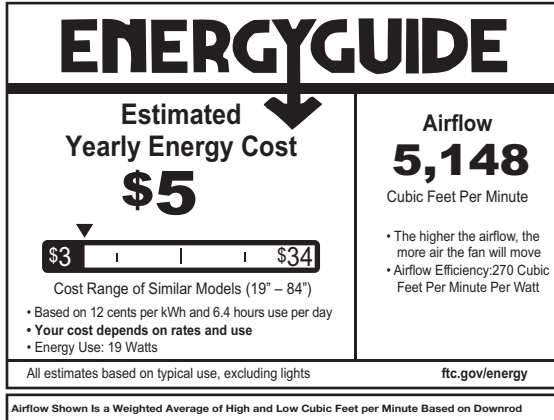 ENERGYGUIDE
Estimated
Yearly Energy Cost
$5
$3
$34
Cost Range of Similar Models (19” – 84”)
• Based on 12 cents per kWh and 6.4 hours use per day
• Your cost depends on rates and use
• Energy Use: 19 Watts
Airflow
5,148
Cubic Feet Per Minute
• The higher the airflow, the
more air the fan will move
• Airflow Efficiency:270 Cubic
Feet Per Minute Per Watt
All estimates based on typical use, excluding lights
ftc.gov/energy
Airflow Shown Is a Weighted Average of High and Low Cubic Feet per Minute Based on Downrod